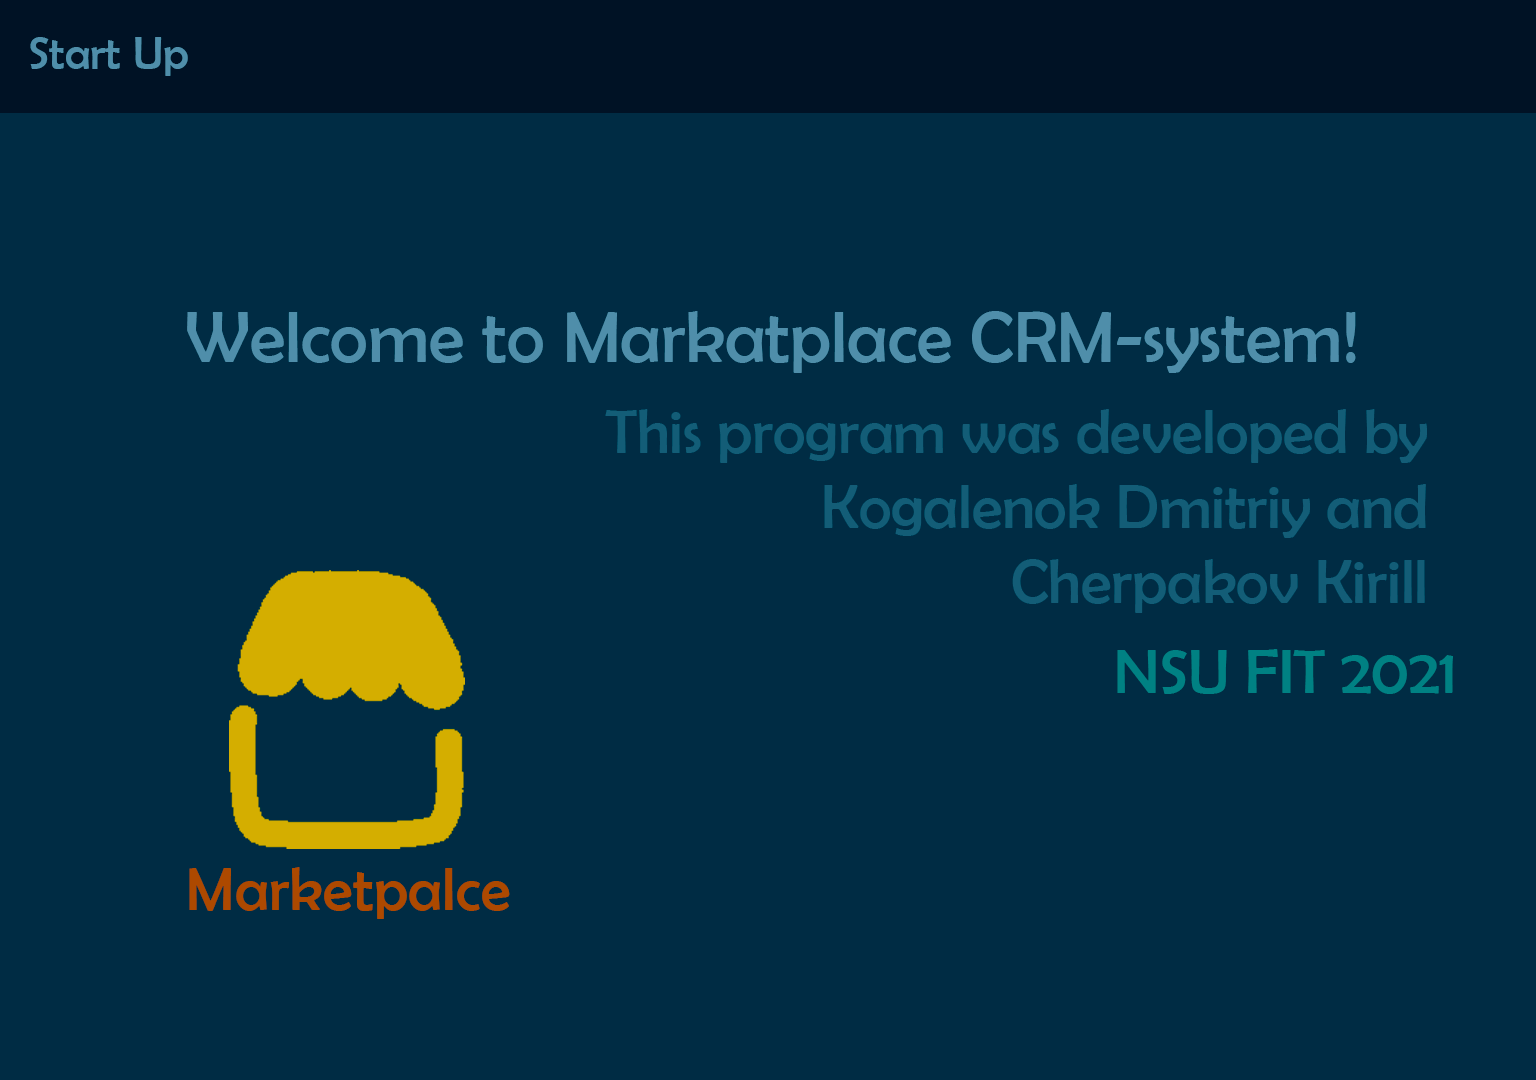 Start Up
Welcome to Markatplace CRM-system!
This program was developed by
Kogalenok Dmitriy and
Cherpakov Kirill
NSU FIT 2021
Marketpalce